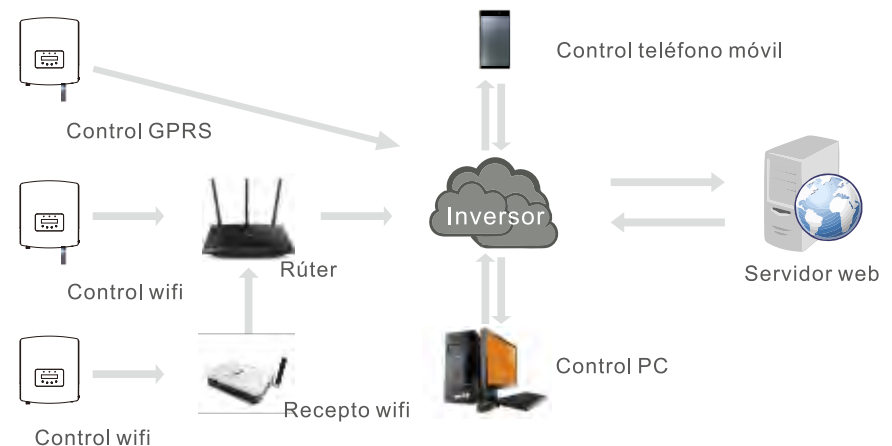 Control teléfono móvil
Control GPRS
Inversor
Rúter
Servidor web
Control wifi
Control PC
Recepto wifi
Control wifi